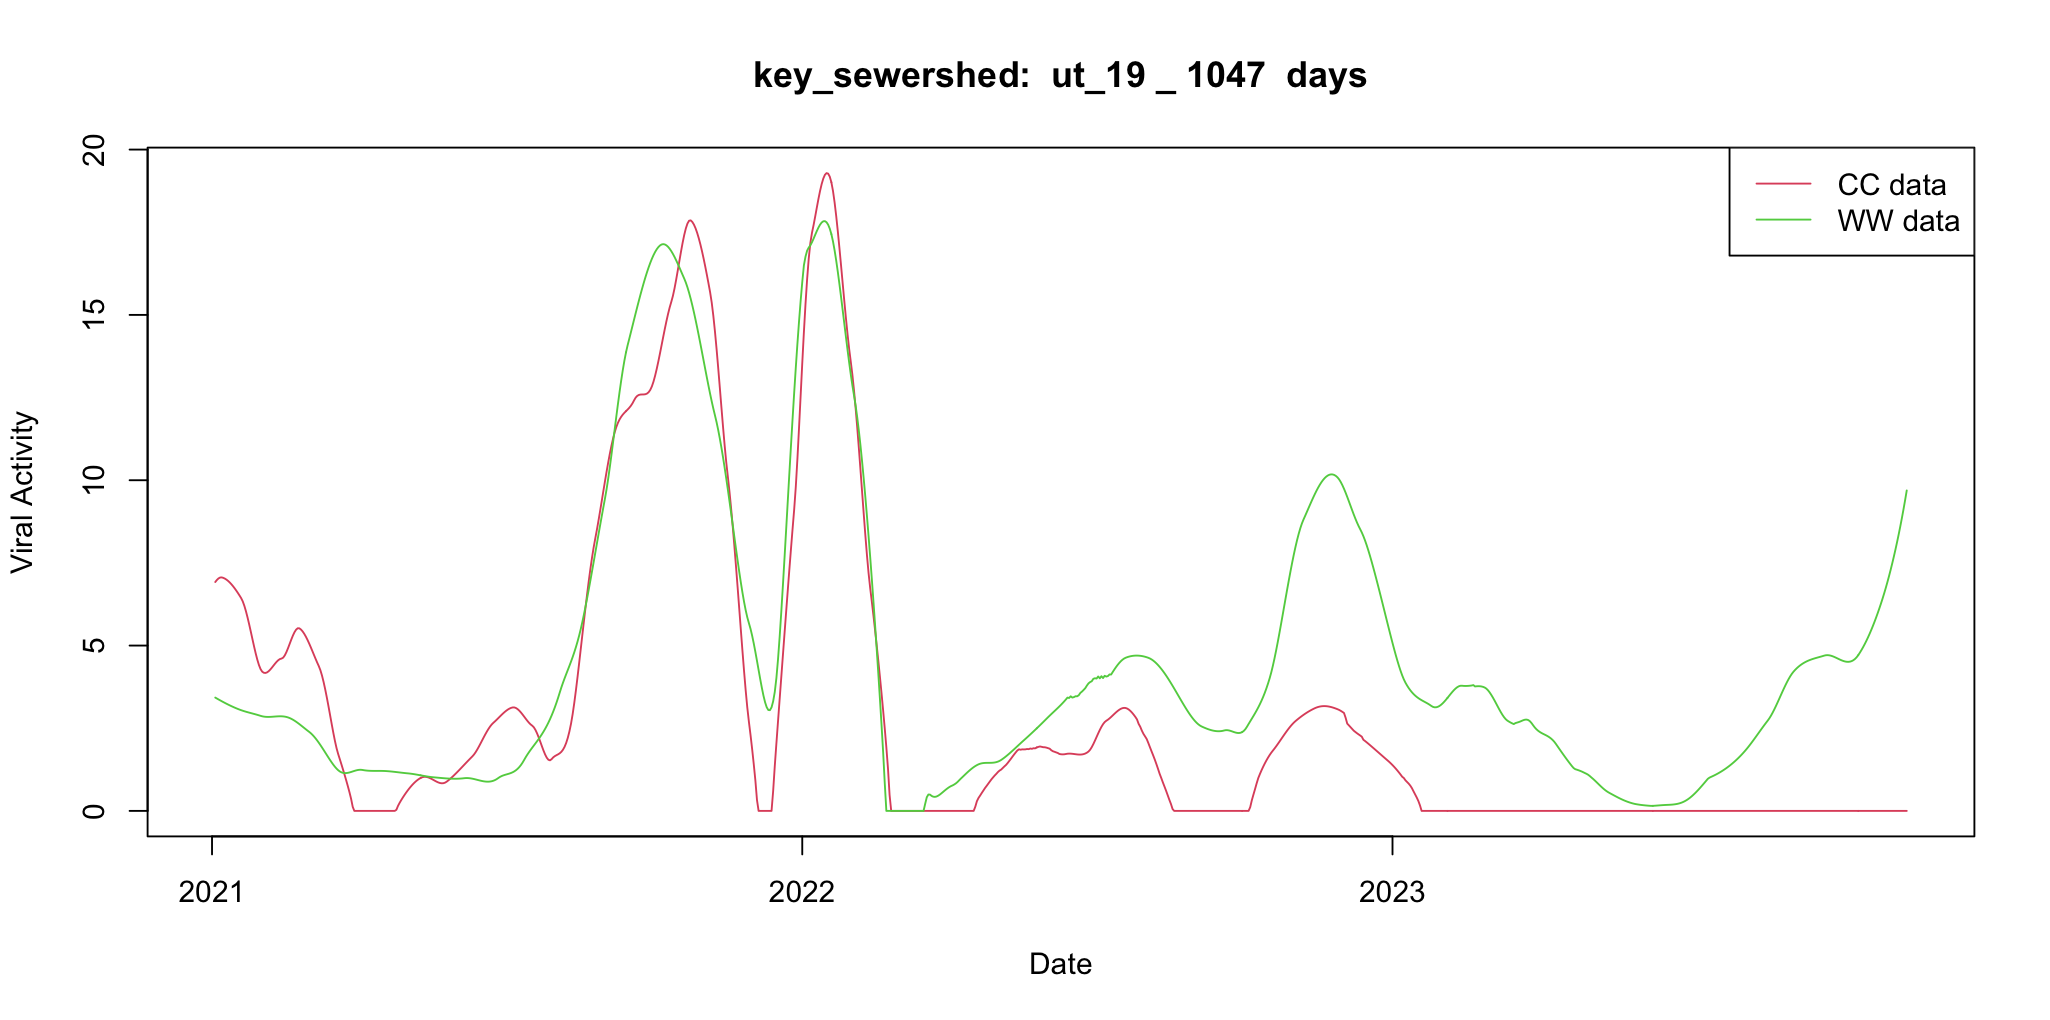 key_sewershed:  ut_19 _ 1047  days
20
15
10
5
0
Viral Activity
CC data
WW data
2021
2022
2023
Date